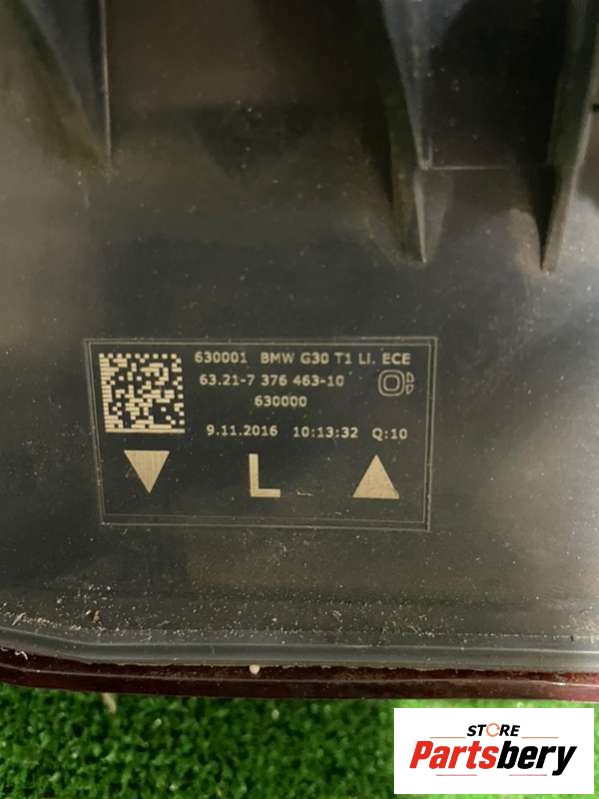 630001 BMW G30 T1 LI. ECE
63.21-7 376 463-10
630000
9.11.2016 10:13:32 Q:10
L
STORE
Partsbery